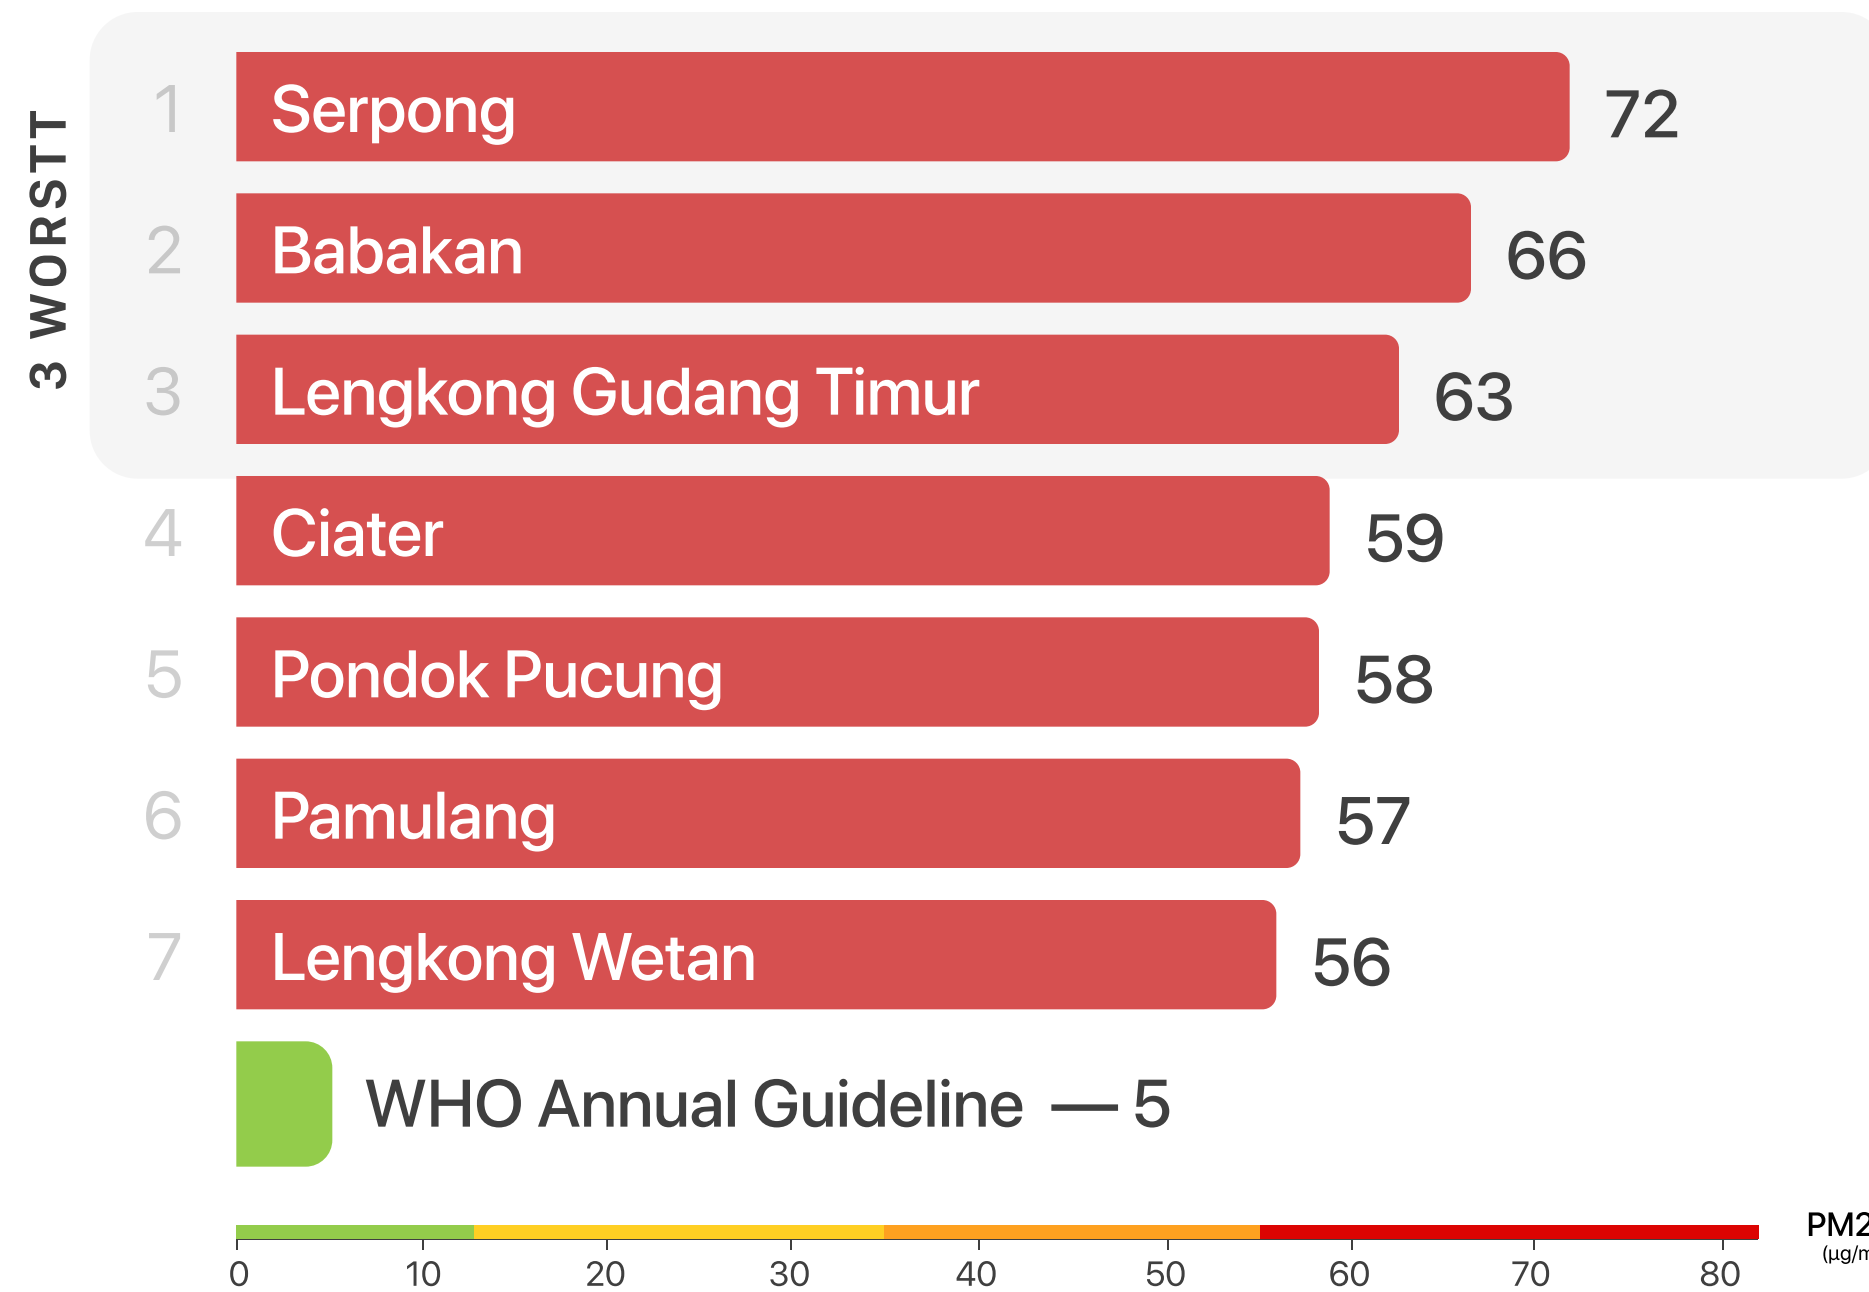 3 WORSTT
1 Serpong 72
2 Babakan 66
3 Lengkong Gudang Timur 63
4 Ciater 59
5 Pondok Pucung 58
6 Pamulang 57
7 Lengkong Wetan 56
WHO Annual Guideline — 5
0 10 20 30 40 50 60 70 80
PM2
(µg/m